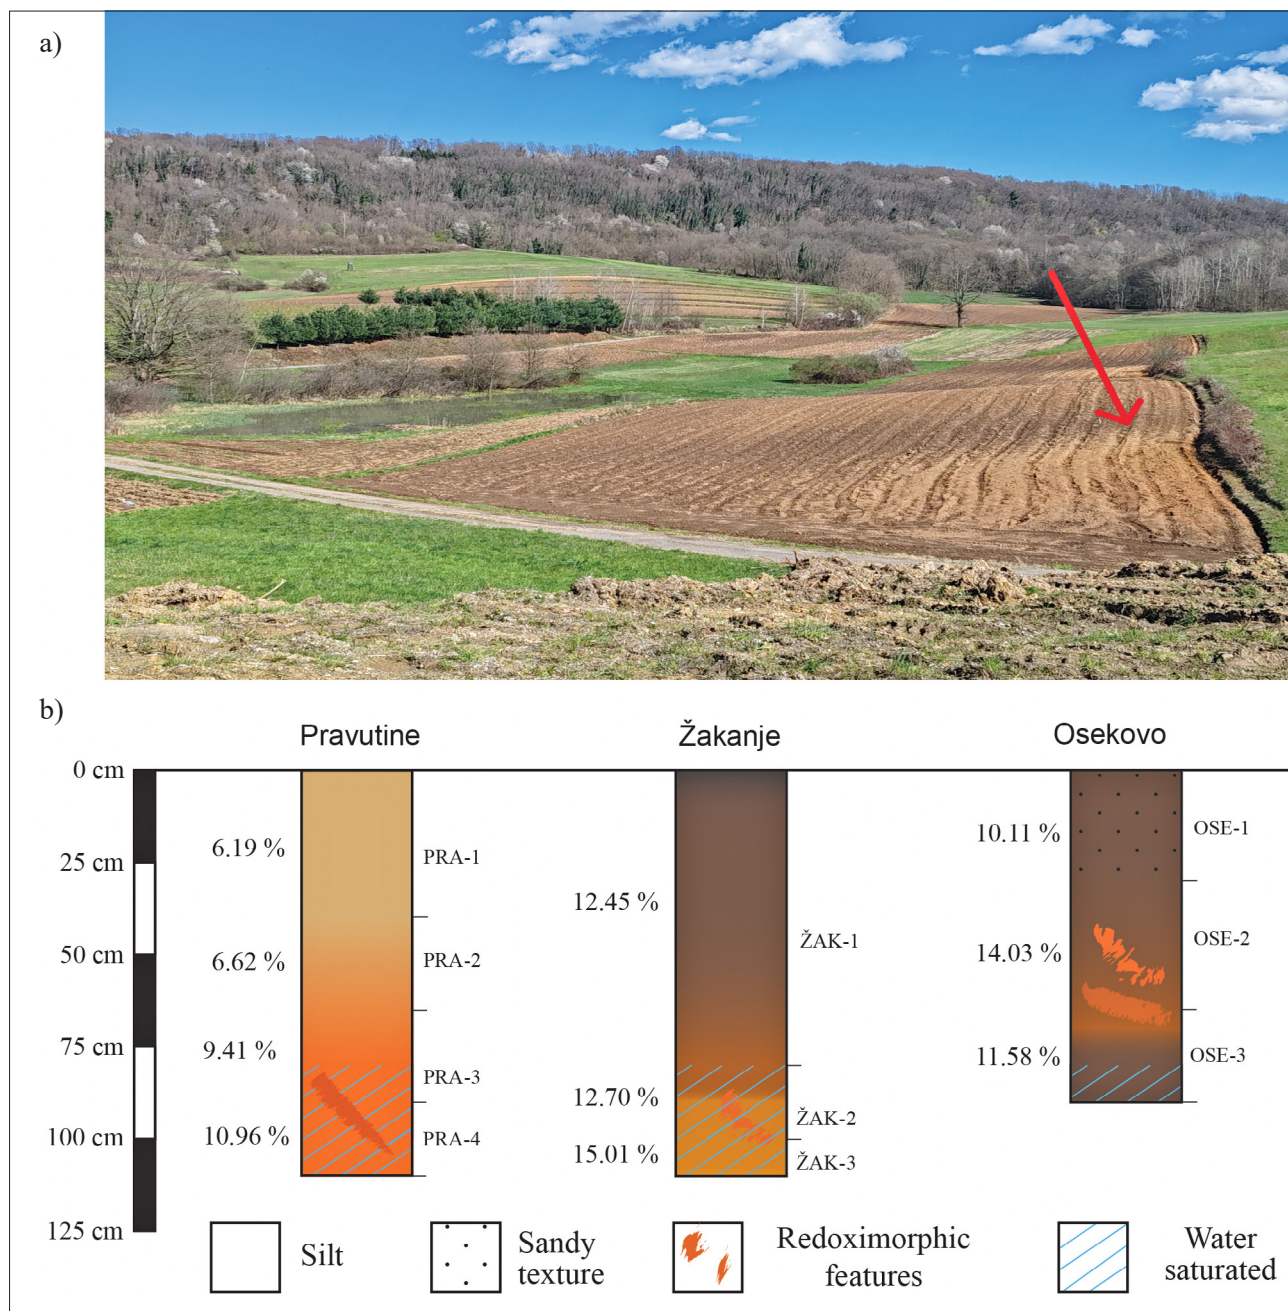 a)
b)
Pravutine
Žakanje
Osekovo
0 cm
25 cm
50 cm
75 cm
100 cm
125 cm
6.19 %
6.62 %
9.41 %
10.96 %
PRA-1
PRA-2
PRA-3
PRA-4
12.45 %
12.70 %
15.01 %
ŽAK-1
ŽAK-2
ŽAK-3
10.11 %
14.03 %
11.58 %
OSE-1
OSE-2
OSE-3
Silt
Sandy
texture
Redoximorphic
features
Water
saturated